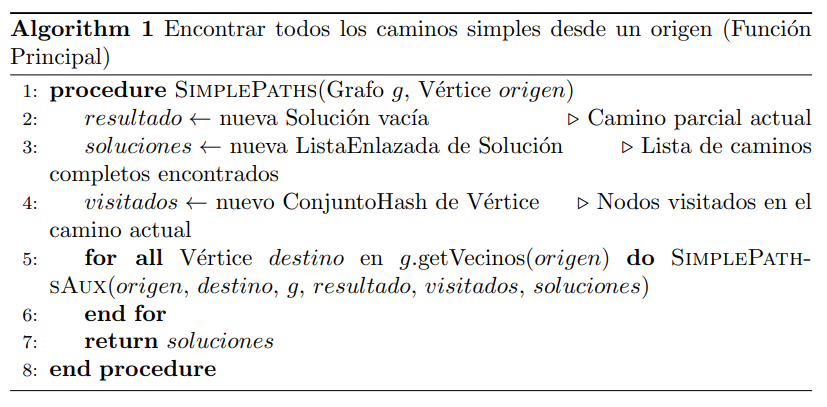 Algorithm 1 Encontrar todos los caminos simples desde un origen (Función
Principal)
1: procedure SIMPLEPATHS(Grafo g, Vértice origen)
2: resultado ← nueva Solución vacía ▷ Camino parcial actual
3: soluciones ← nueva ListaEnlazada de Solución ▷ Lista de caminos
completos encontrados
4: visitados ← nuevo ConjuntoHash de Vértice ▷ Nodos visitados en el
camino actual
5: for all Vértice destino en g.getVecinos(origen) do SIMPLEPATH-
SAUX(origen, destino, g, resultado, visitados, soluciones)
6: end for
7: return soluciones
8: end procedure